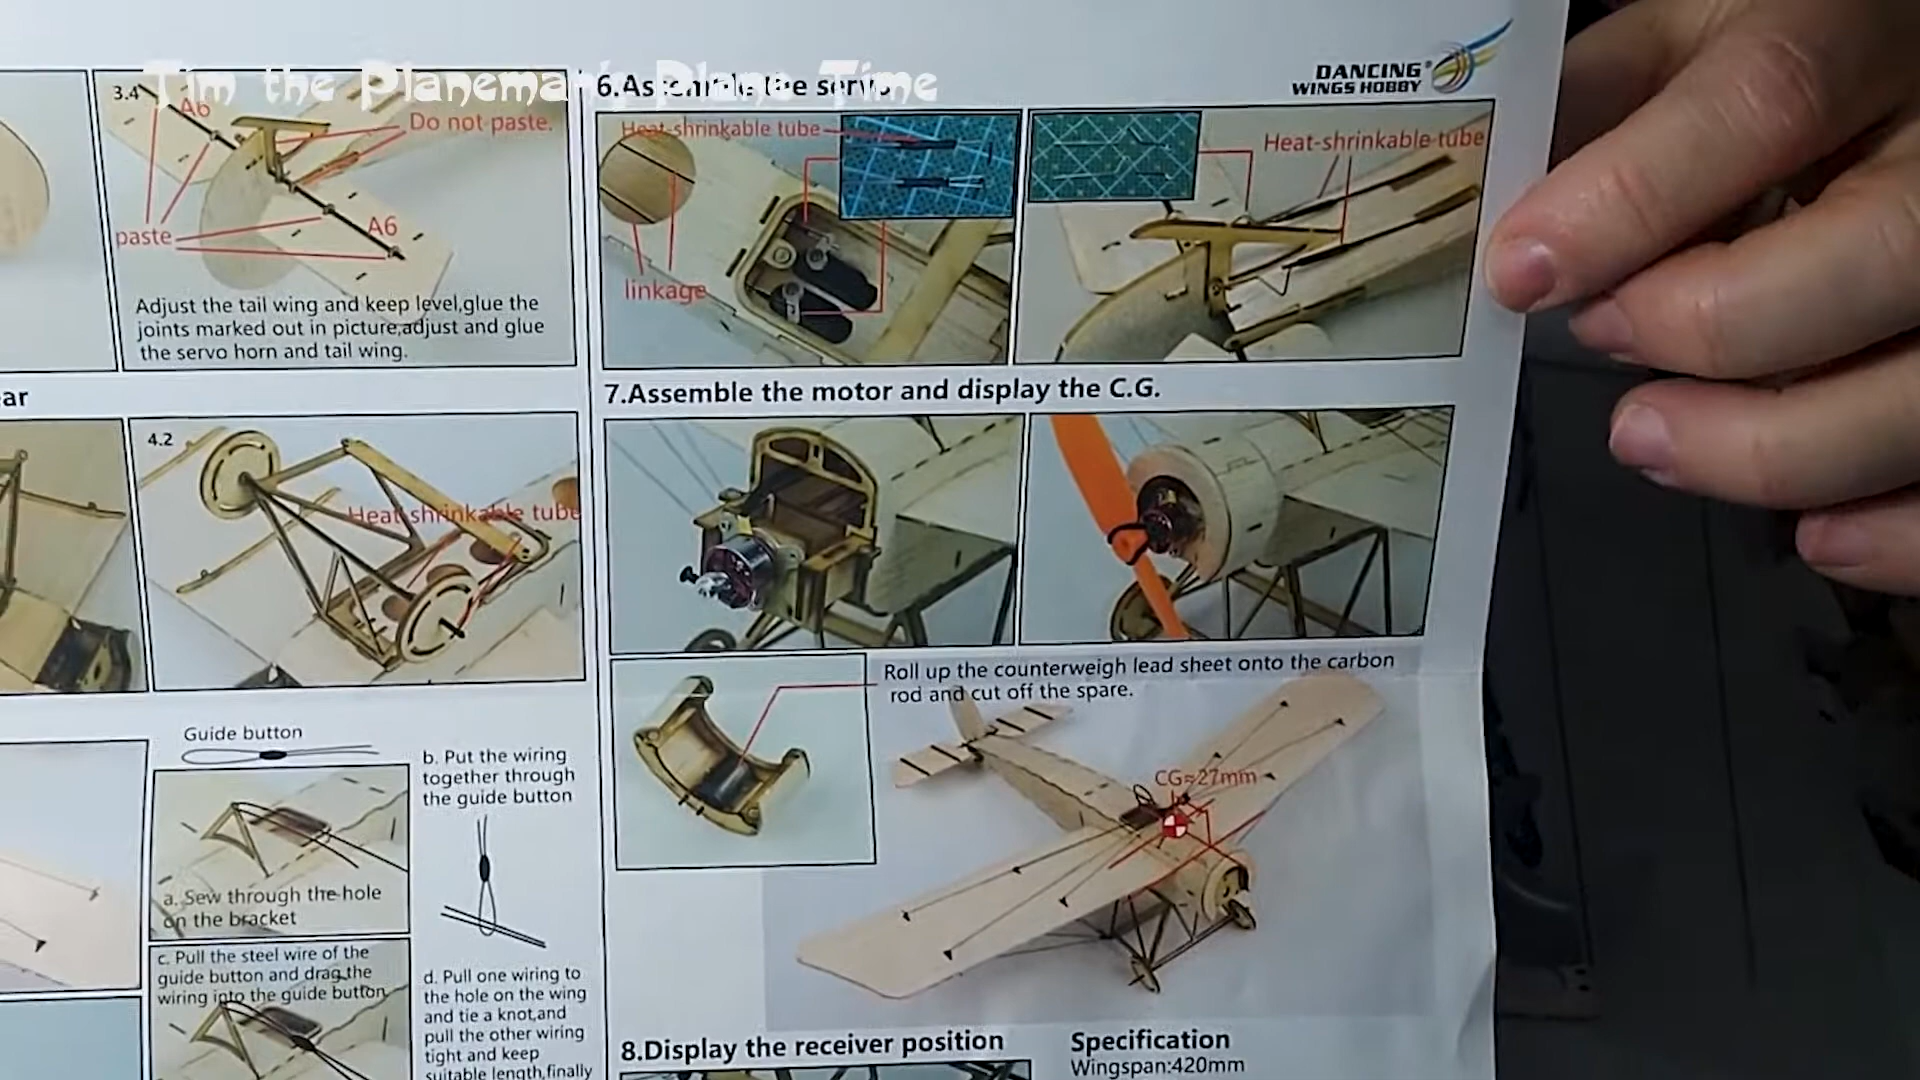 Tim the Planeman's Plane Time
3.4
A6
Do not paste.
paste
A6
Adjust the tail wing and keep level,glue the
joints marked out in picture,adjust and glue
the servo horn and tail wing.
ear
4.2
Heat shrinkable tube
Guide button
a. Sew through the hole
on the bracket
b. Put the wiring
together through
the guide button
c. Pull the steel wire of the
guide button and drag the
wiring into the guide button
d. Pull one wiring to
the hole on the wing
and tie a knot,and
pull the other wiring
tight and keep
suitable length,finally
6.Assemble the servo
DANCING
WINGS HOBBY
Heat-shrinkable tube
linkage
Heat-shrinkable tube
7.Assemble the motor and display the C.G.
Roll up the counterweigh lead sheet onto the carbon
rod and cut off the spare.
CG≈27mm
8.Display the receiver position
Specification
Wingspan:420mm